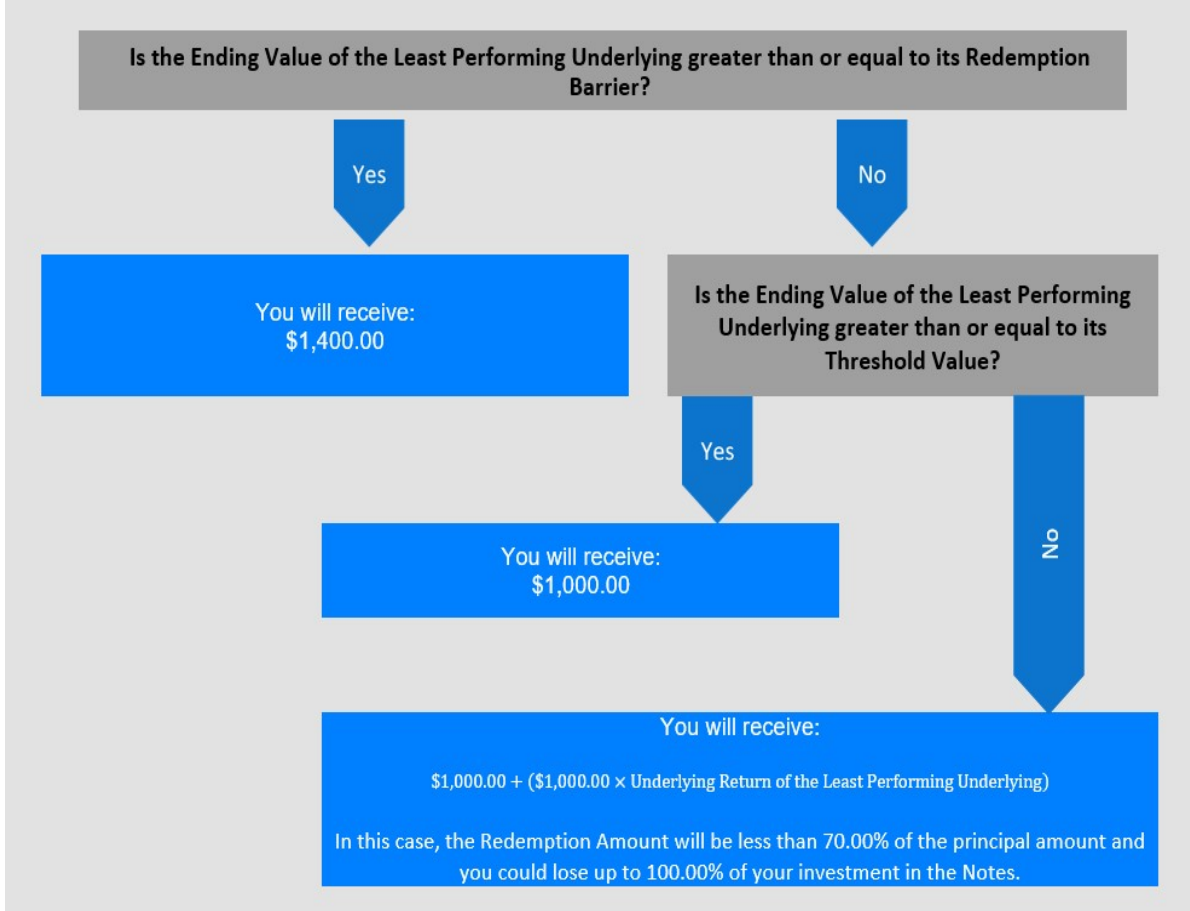 Is the Ending Value of the Least Performing Underlying greater than or equal to its Redemption
Barrier?
Yes
No
You will receive:
$1,400.00
Is the Ending Value of the Least Performing
Underlying greater than or equal to its
Threshold Value?
Yes
No
You will receive:
$1,000.00
You will receive:
$1,000.00 + ($1,000.00 × Underlying Return of the Least Performing Underlying)
In this case, the Redemption Amount will be less than 70.00% of the principal amount and
you could lose up to 100.00% of your investment in the Notes.